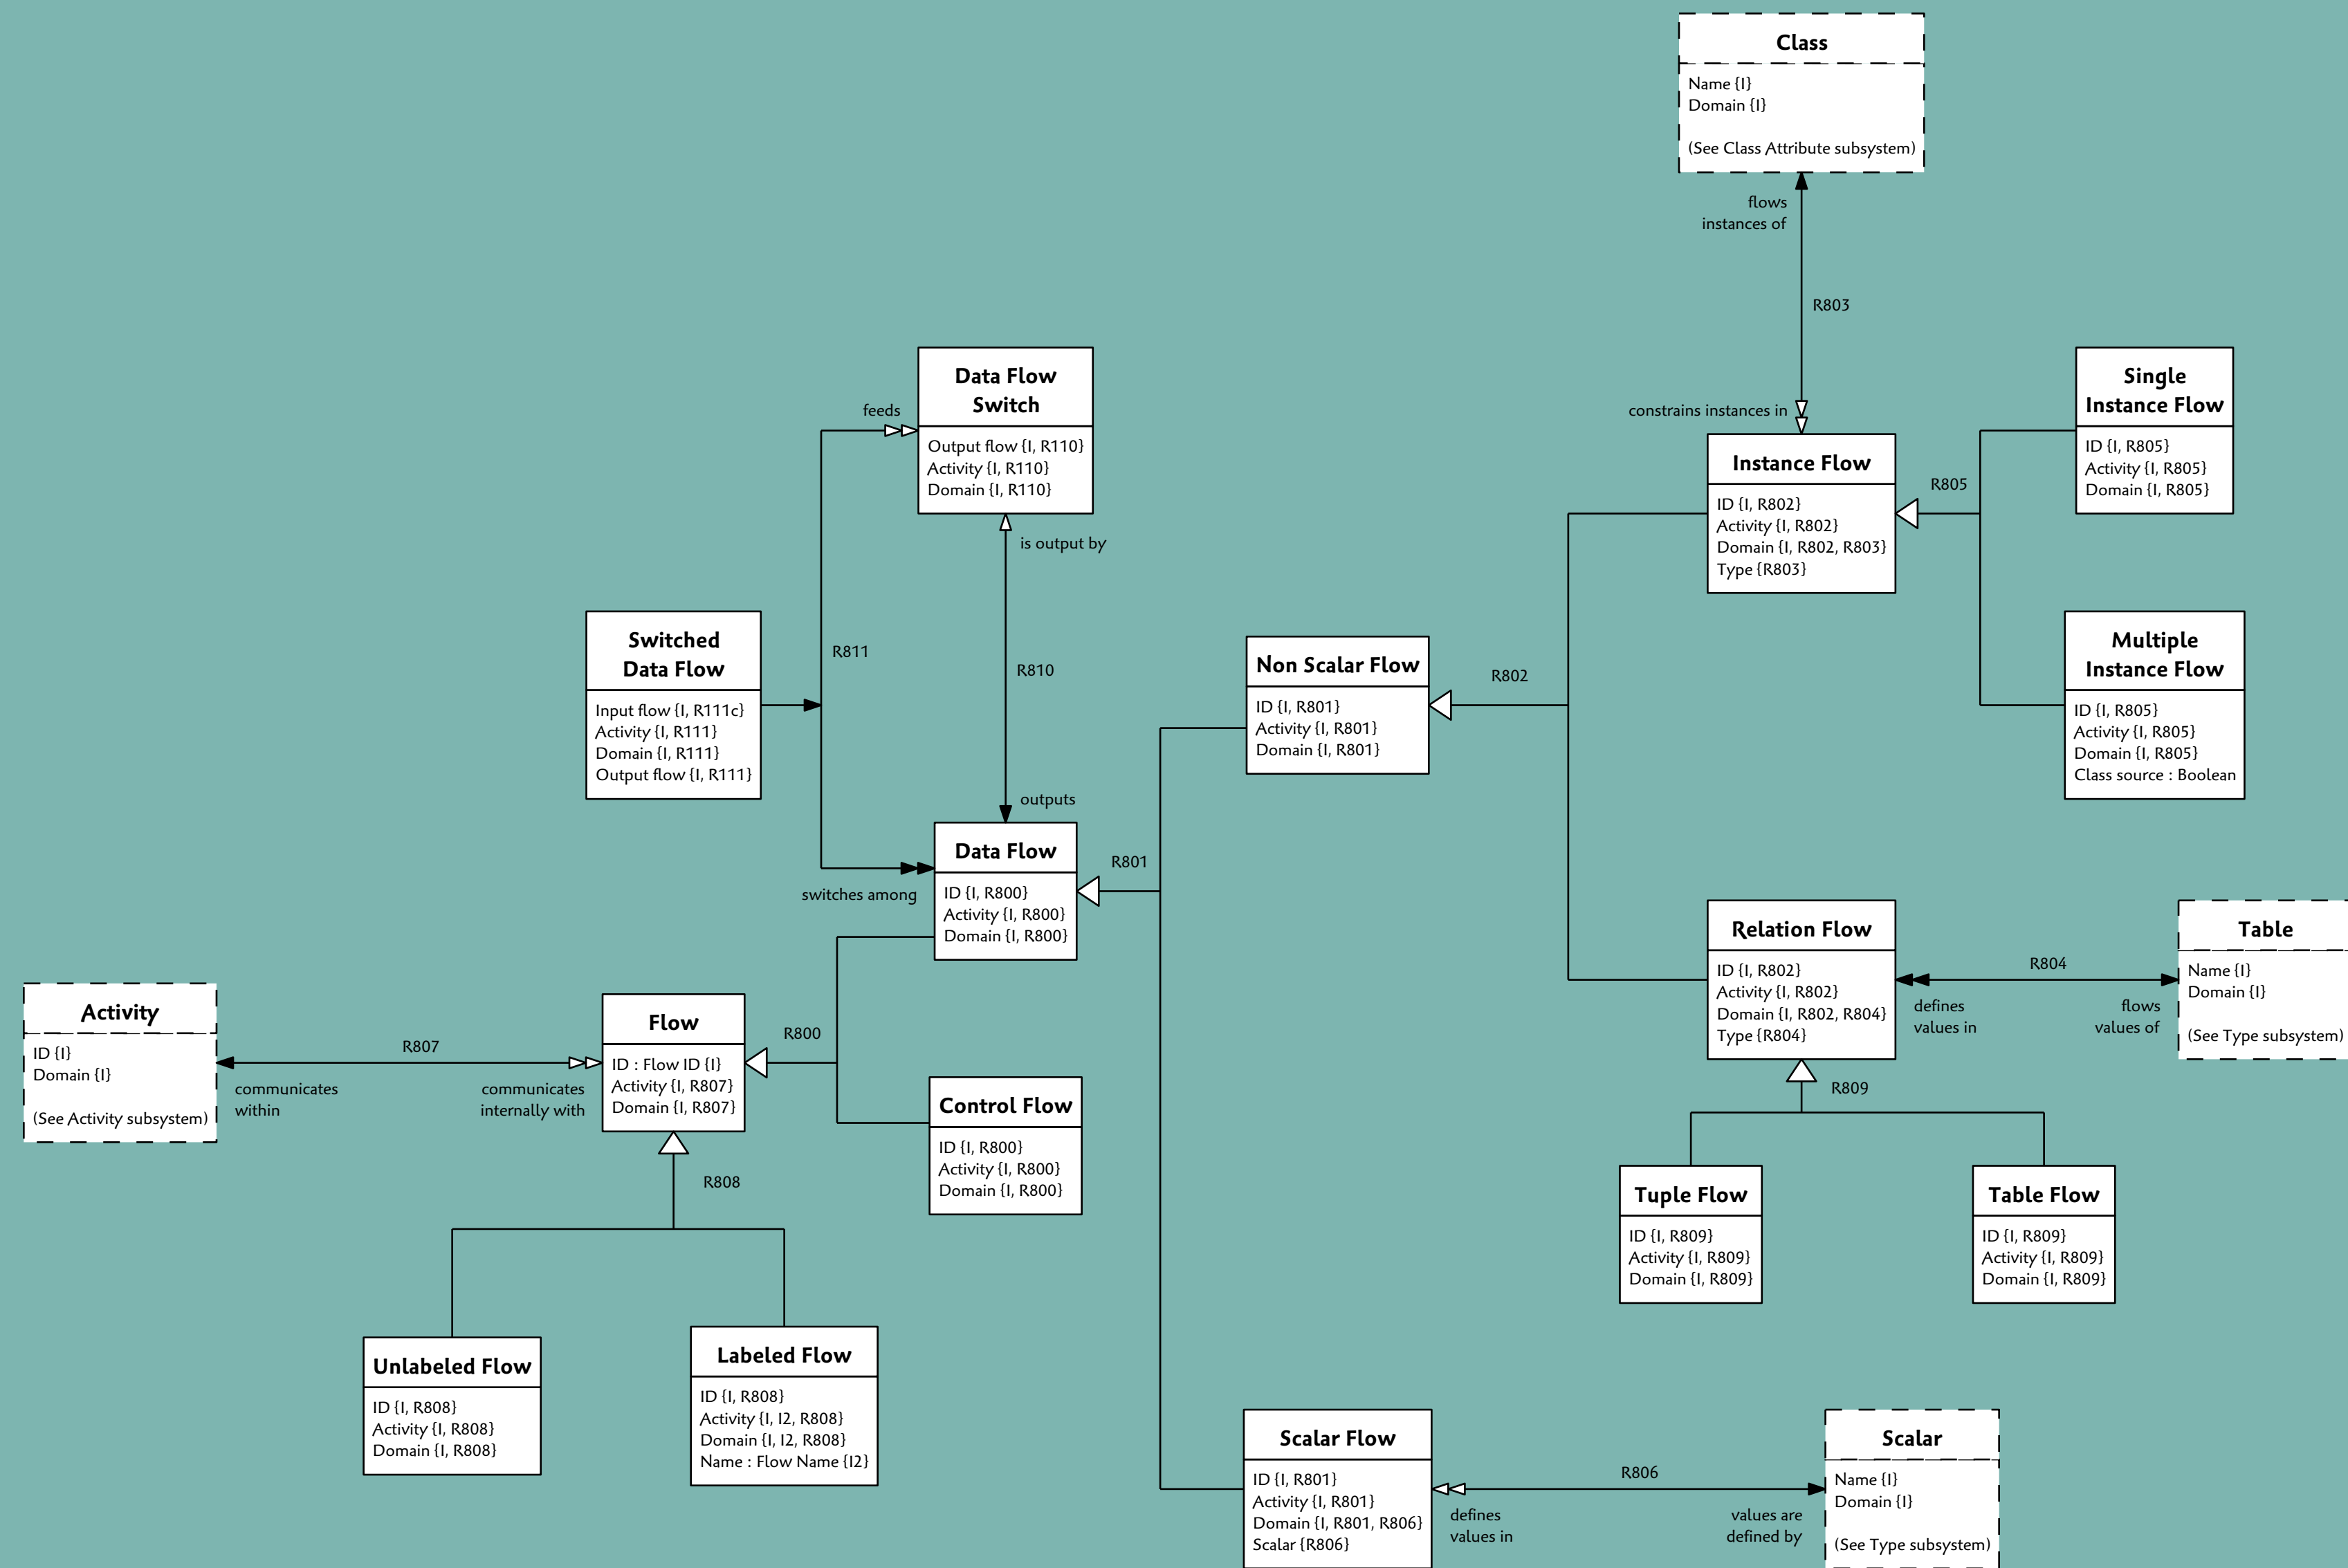 Class
Name {I}
Domain {I}
(See Class Attribute subsystem)
flows
instances of
R803
constrains instances in
Data Flow
Switch
Output flow {I, R110}
Activity {I, R110}
Domain {I, R110}
feeds
is output by
R811
R810
Switched
Data Flow
Input flow {I, R111c}
Activity {I, R111}
Domain {I, R111}
Output flow {I, R111}
outputs
switches among
Data Flow
ID {I, R800}
Activity {I, R800}
Domain {I, R800}
R801
Non Scalar Flow
ID {I, R801}
Activity {I, R801}
Domain {I, R801}
R802
Instance Flow
ID {I, R802}
Activity {I, R802}
Domain {I, R802, R803}
Type {R803}
R805
Single
Instance Flow
ID {I, R805}
Activity {I, R805}
Domain {I, R805}
Multiple
Instance Flow
ID {I, R805}
Activity {I, R805}
Domain {I, R805}
Class source : Boolean
Relation Flow
ID {I, R802}
Activity {I, R802}
Domain {I, R802, R804}
Type {R804}
R804
defines
values in
flows
values of
Table
Name {I}
Domain {I}
(See Type subsystem)
R809
Tuple Flow
ID {I, R809}
Activity {I, R809}
Domain {I, R809}
Table Flow
ID {I, R809}
Activity {I, R809}
Domain {I, R809}
Activity
ID {I}
Domain {I}
(See Activity subsystem)
R807
communicates
within
communicates
internally with
Flow
ID : Flow ID {I}
Activity {I, R807}
Domain {I, R807}
R800
Control Flow
ID {I, R800}
Activity {I, R800}
Domain {I, R800}
R808
Unlabeled Flow
ID {I, R808}
Activity {I, R808}
Domain {I, R808}
Labeled Flow
ID {I, R808}
Activity {I, I2, R808}
Domain {I, I2, R808}
Name : Flow Name {I2}
Scalar Flow
ID {I, R801}
Activity {I, R801}
Domain {I, R801, R806}
Scalar {R806}
R806
defines
values in
values are
defined by
Scalar
Name {I}
Domain {I}
(See Type subsystem)